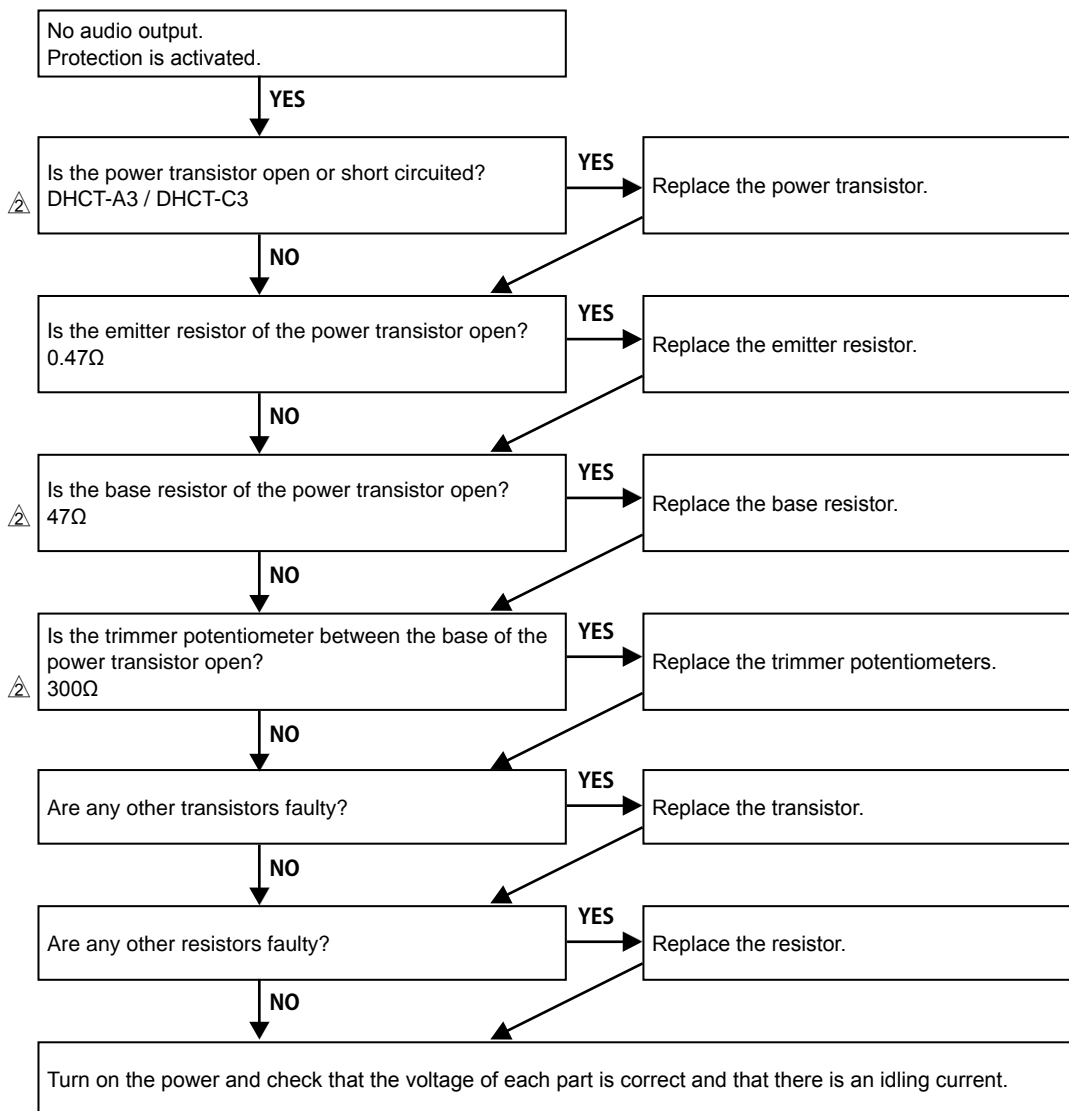 No audio output.
Protection is activated.
YES
Is the power transistor open or short circuited?
DHCT-A3 / DHCT-C3
2
YES
Replace the power transistor.
NO
Is the emitter resistor of the power transistor open?
0.47Ω
YES
Replace the emitter resistor.
NO
Is the base resistor of the power transistor open?
47Ω
2
YES
Replace the base resistor.
NO
Is the trimmer potentiometer between the base of the
power transistor open?
300Ω
2
YES
Replace the trimmer potentiometers.
NO
Are any other transistors faulty?
YES
Replace the transistor.
NO
Are any other resistors faulty?
YES
Replace the resistor.
NO
Turn on the power and check that the voltage of each part is correct and that there is an idling current.